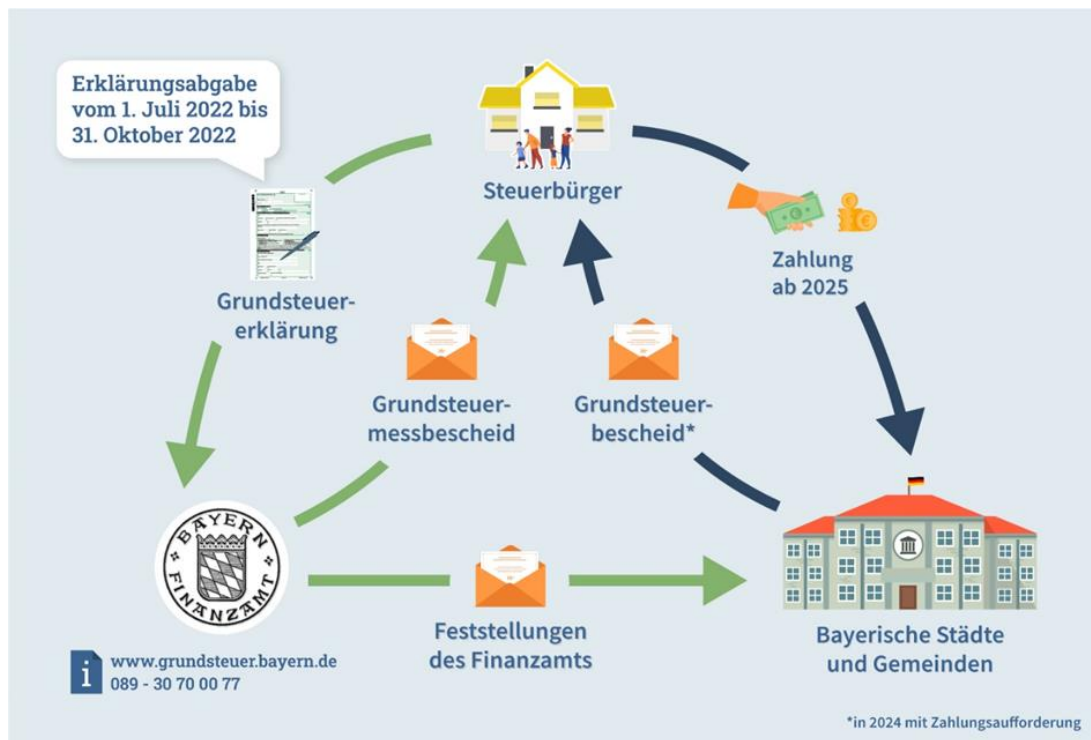 Erklärungsabgabe
vom 1. Juli 2022 bis
31. Oktober 2022
Steuerbürger
Grundsteuer-
erklärung
Zahlung
ab 2025
Grundsteuer-
messbescheid
Grundsteuer-
bescheid*
BAYERN
FINANZAMT
Feststellungen
des Finanzamts
Bayerische Städte
und Gemeinden
i
www.grundsteuer.bayern.de
089 - 30 70 00 77
*in 2024 mit Zahlungsaufforderung